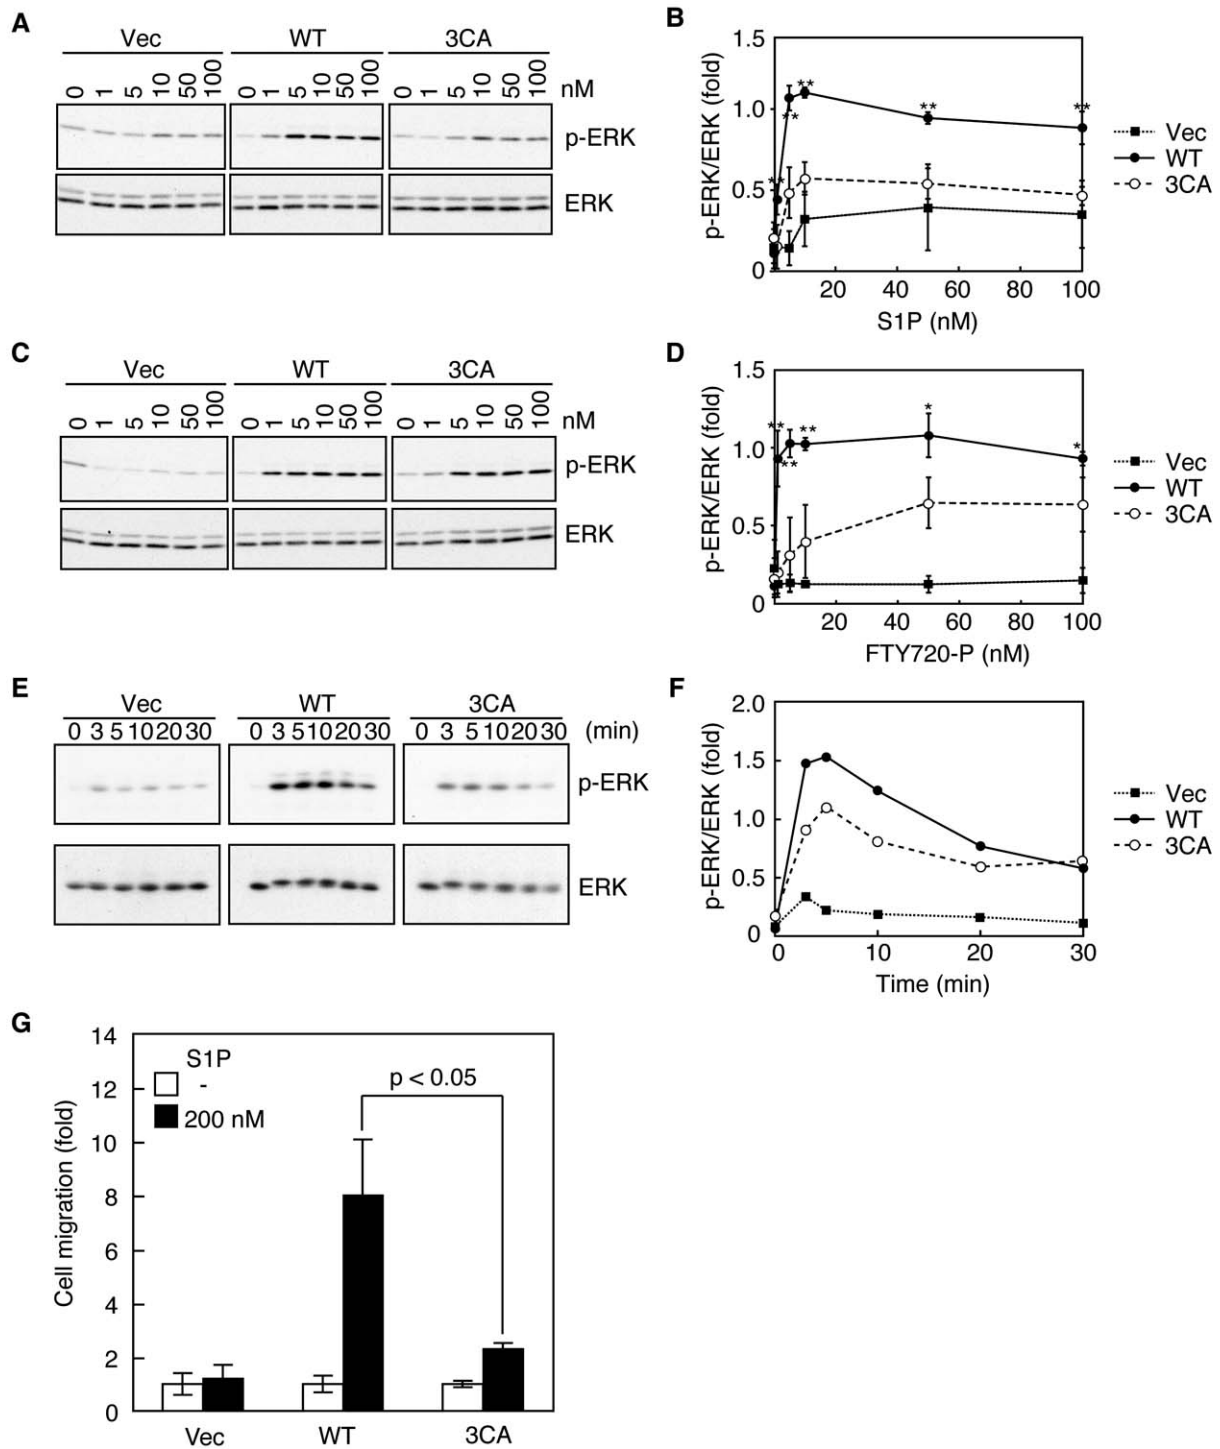 A
Vec WT 3CA
0 1 5 10 50 100 0 1 5 10 50 100 0 1 5 10 50 100 nM
p-ERK
ERK
B
p-ERK/ERK (fold)
1.5
1.0
0.5
0
** ** ** ** **
20 40 60 80 100
S1P (nM)
Vec
WT
3CA
C
Vec WT 3CA
0 1 5 10 50 100 0 1 5 10 50 100 0 1 5 10 50 100 nM
p-ERK
ERK
D
p-ERK/ERK (fold)
1.5
1.0
0.5
0
** ** ** * *
20 40 60 80 100
FTY720-P (nM)
Vec
WT
3CA
E
Vec WT 3CA
0 3 5 10 20 30 0 3 5 10 20 30 0 3 5 10 20 30 (min)
p-ERK
ERK
F
p-ERK/ERK (fold)
2.0
1.5
1.0
0.5
0
0 10 20 30
Time (min)
Vec
WT
3CA
G
Cell migration (fold)
14
12
10
8
6
4
2
0
S1P
-
200 nM
p < 0.05
Vec WT 3CA